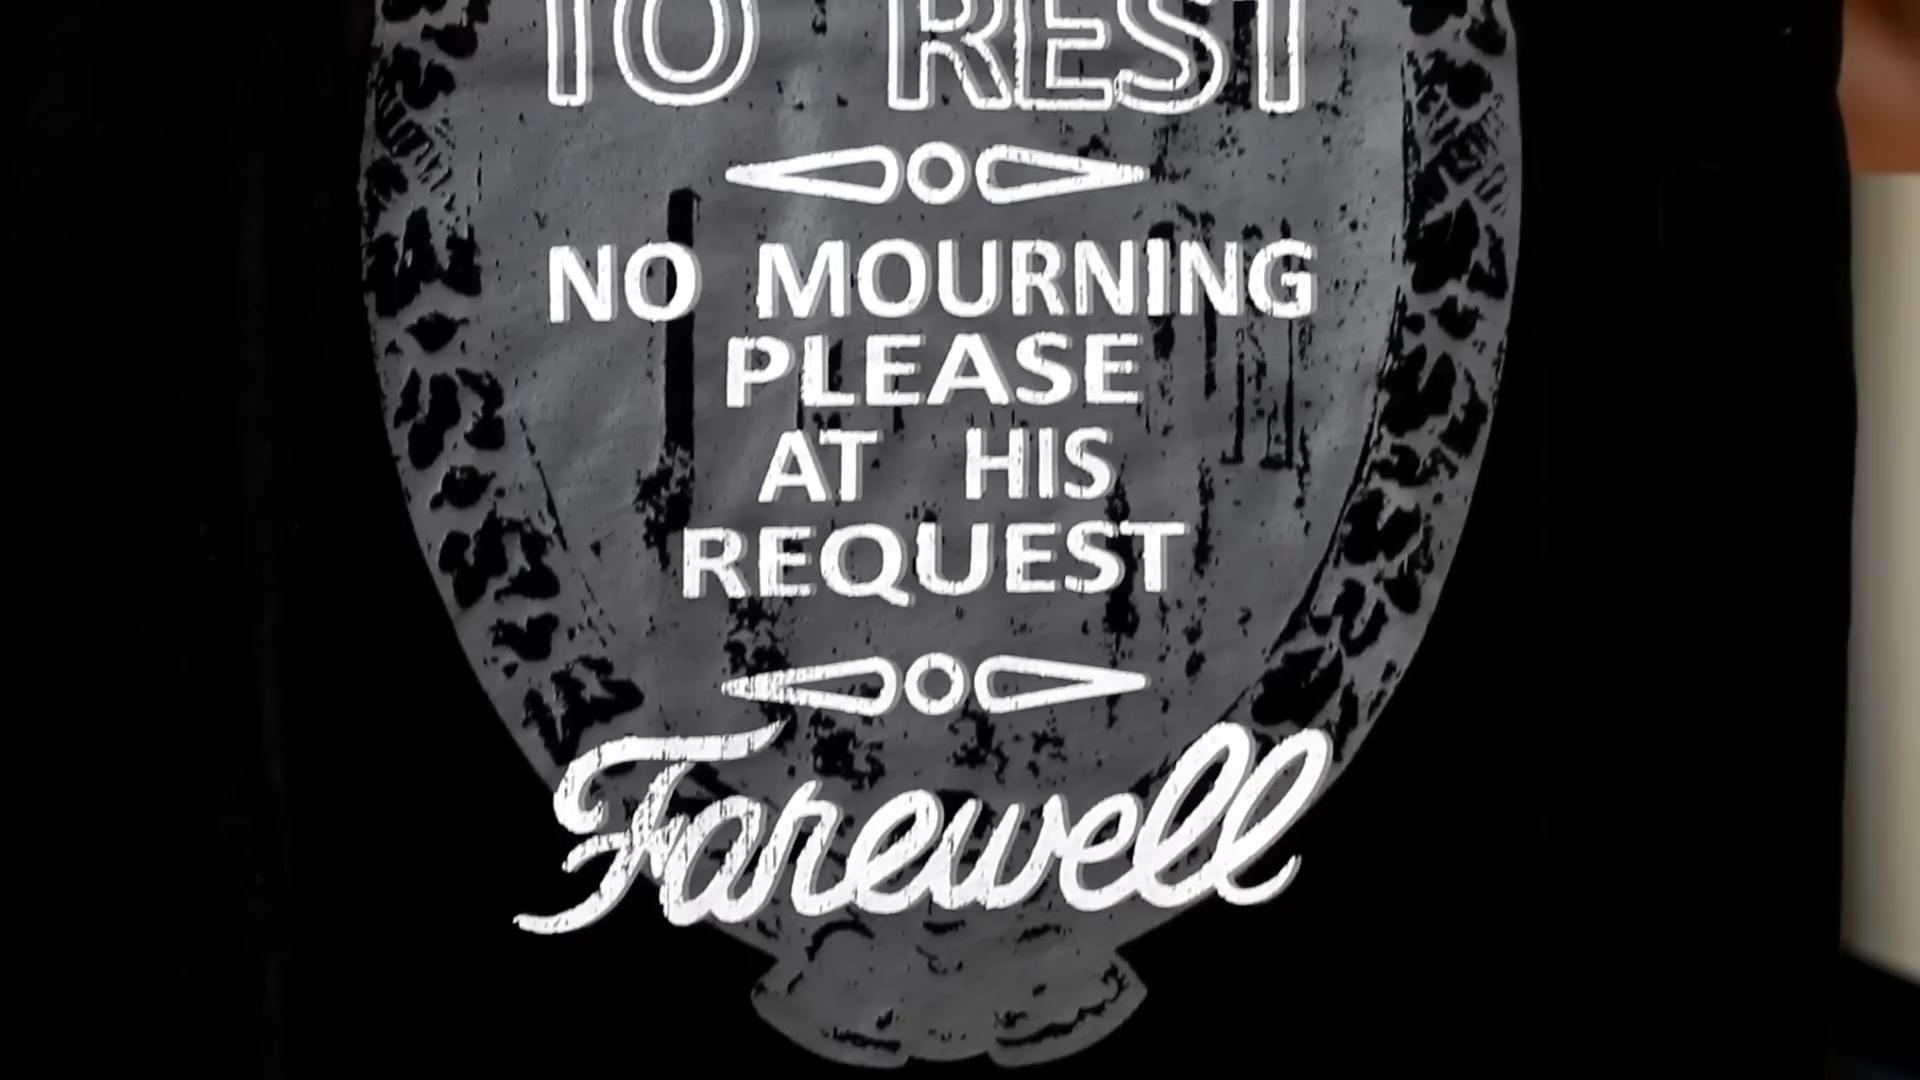 TO REST
NO MOURNING
PLEASE
AT HIS
REQUEST
Farewell